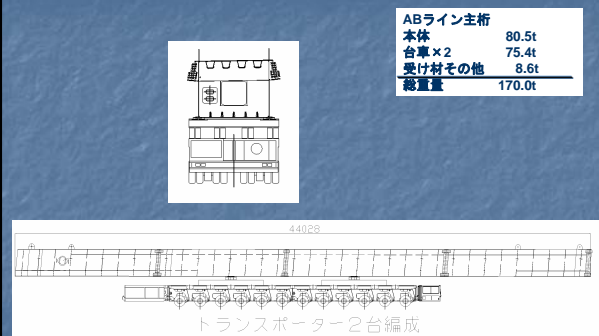 ABライン主桁
本体 80.5t
台車×2 75.4t
受け材その他 8.6t
総重量 170.0t
44028
トランスポーター2台編成